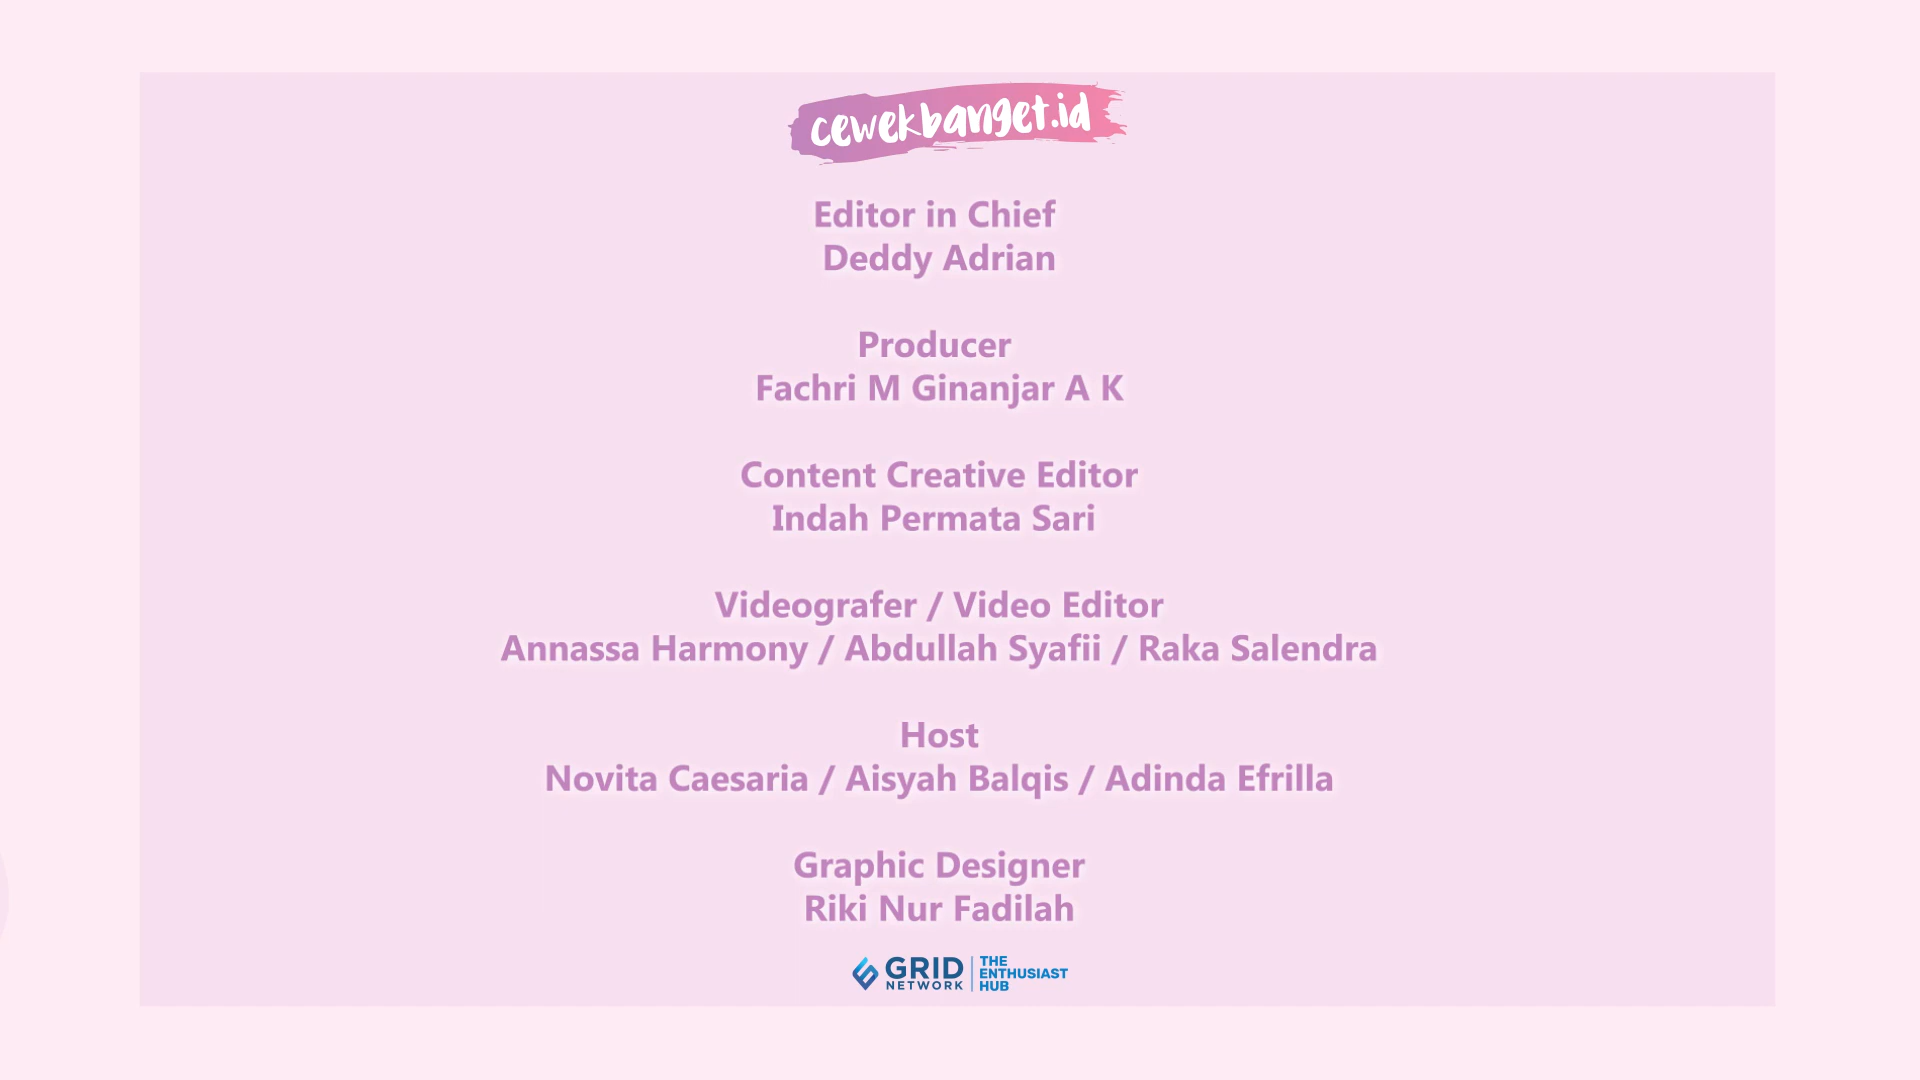 cewekbanget.id
Editor in Chief
Deddy Adrian
Producer
Fachri M Ginanjar A K
Content Creative Editor
Indah Permata Sari
Videografer / Video Editor
Annassa Harmony / Abdullah Syafii / Raka Salendra
Host
Novita Caesaria / Aisyah Balqis / Adinda Efrilla
Graphic Designer
Riki Nur Fadilah
GRID
NETWORK
THE
ENTHUSIAST
HUB